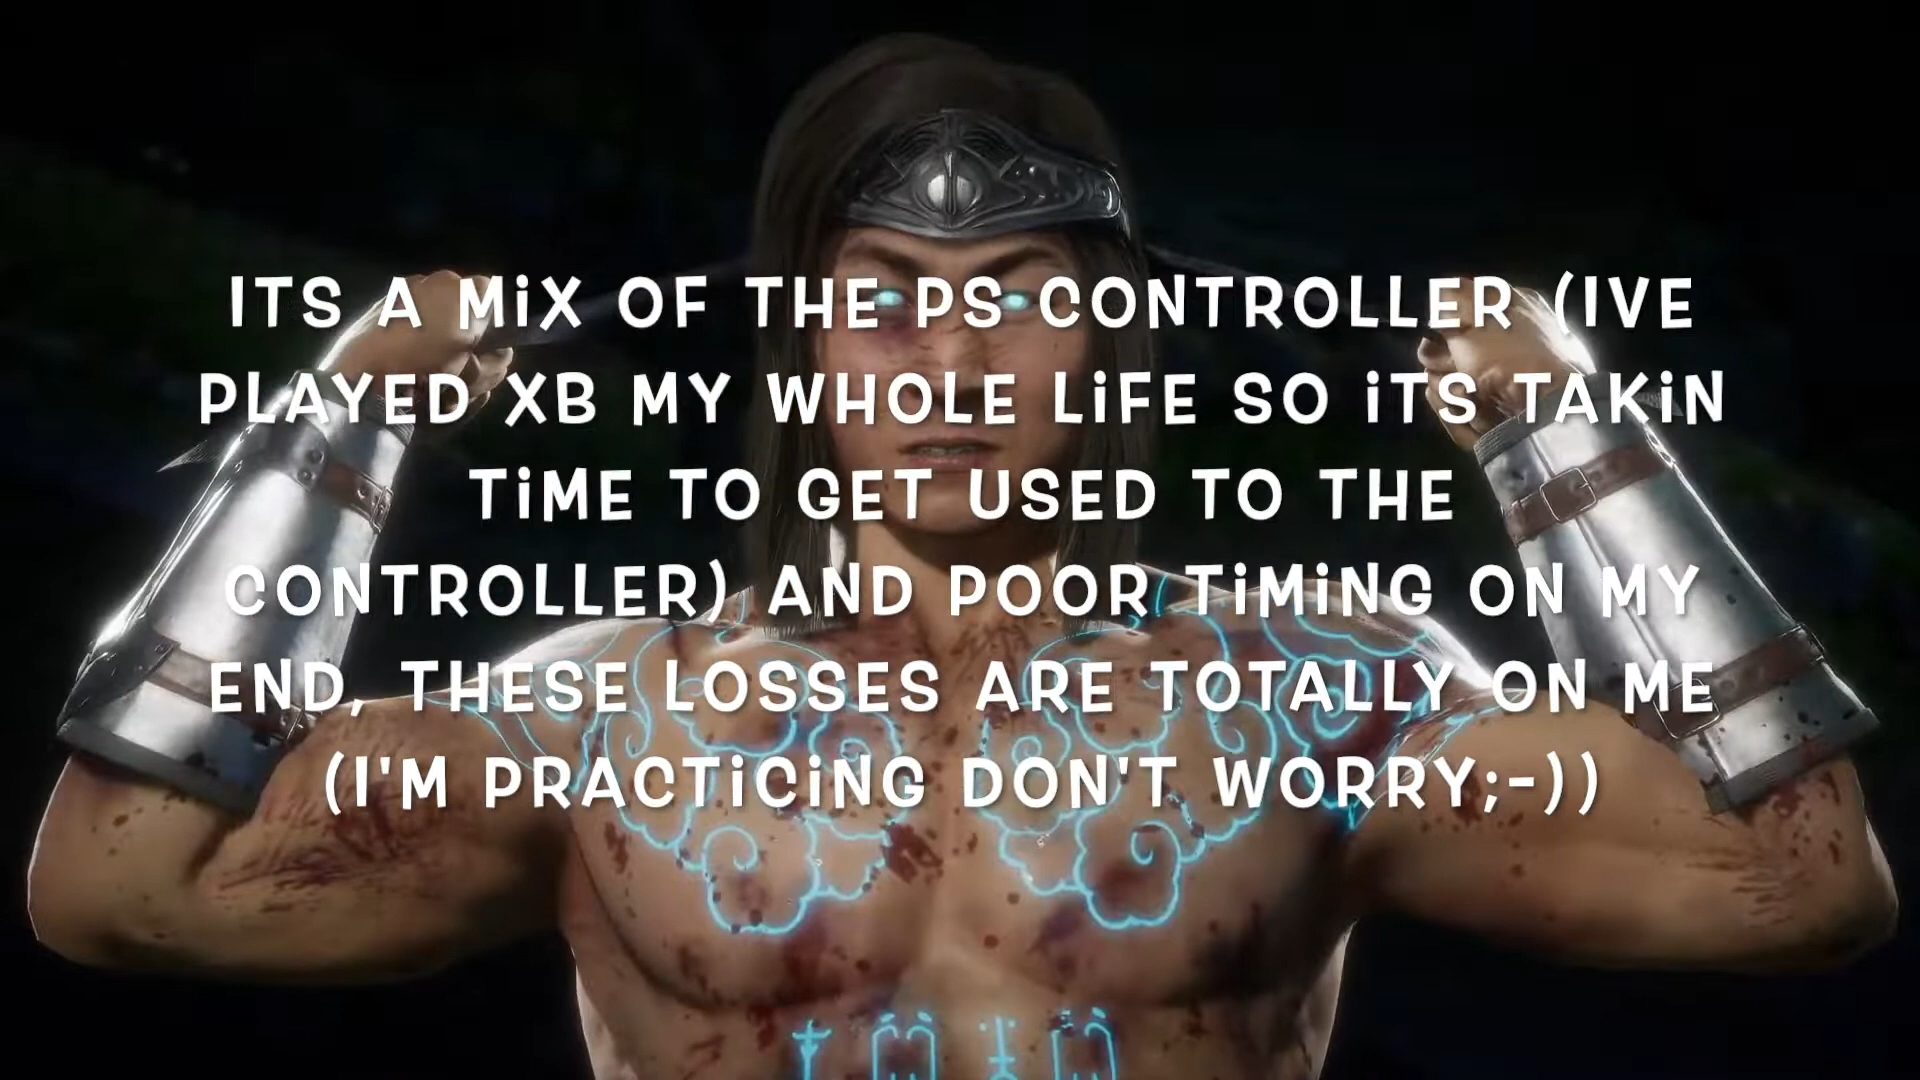 ITS A MiX OF THE PS CONTROLLER (IVE
PLAYED XB MY WHOLE LiFE SO iTS TAKiN
TiME TO GET USED TO THE
CONTROLLER) AND POOR TiMiNG ON MY
END, THESE LOSSES ARE TOTALLY ON ME
(I'M PRACTiCiNG DON'T WORRY;-))